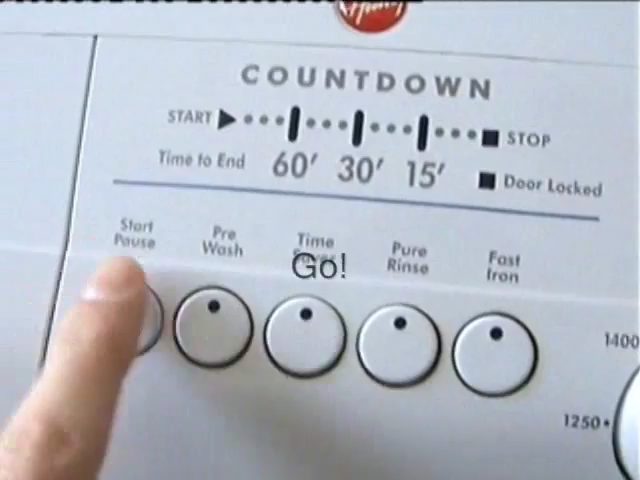 COUNTDOWN
START STOP
Time to End 60' 30' 15' Door Locked
Start Pause
Pre Wash
Time
Pure Rinse
Fast Iron
Go!
1400
1250